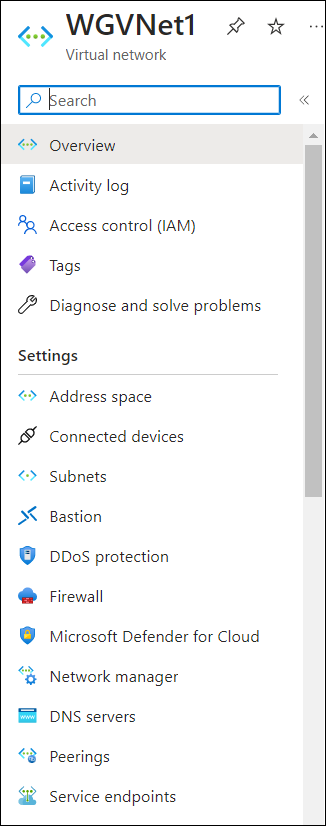 WGVNet1
Virtual network
Search
Overview
Activity log
Access control (IAM)
Tags
Diagnose and solve problems
Settings
Address space
Connected devices
Subnets
Bastion
DDoS protection
Firewall
Microsoft Defender for Cloud
Network manager
DNS servers
Peerings
Service endpoints